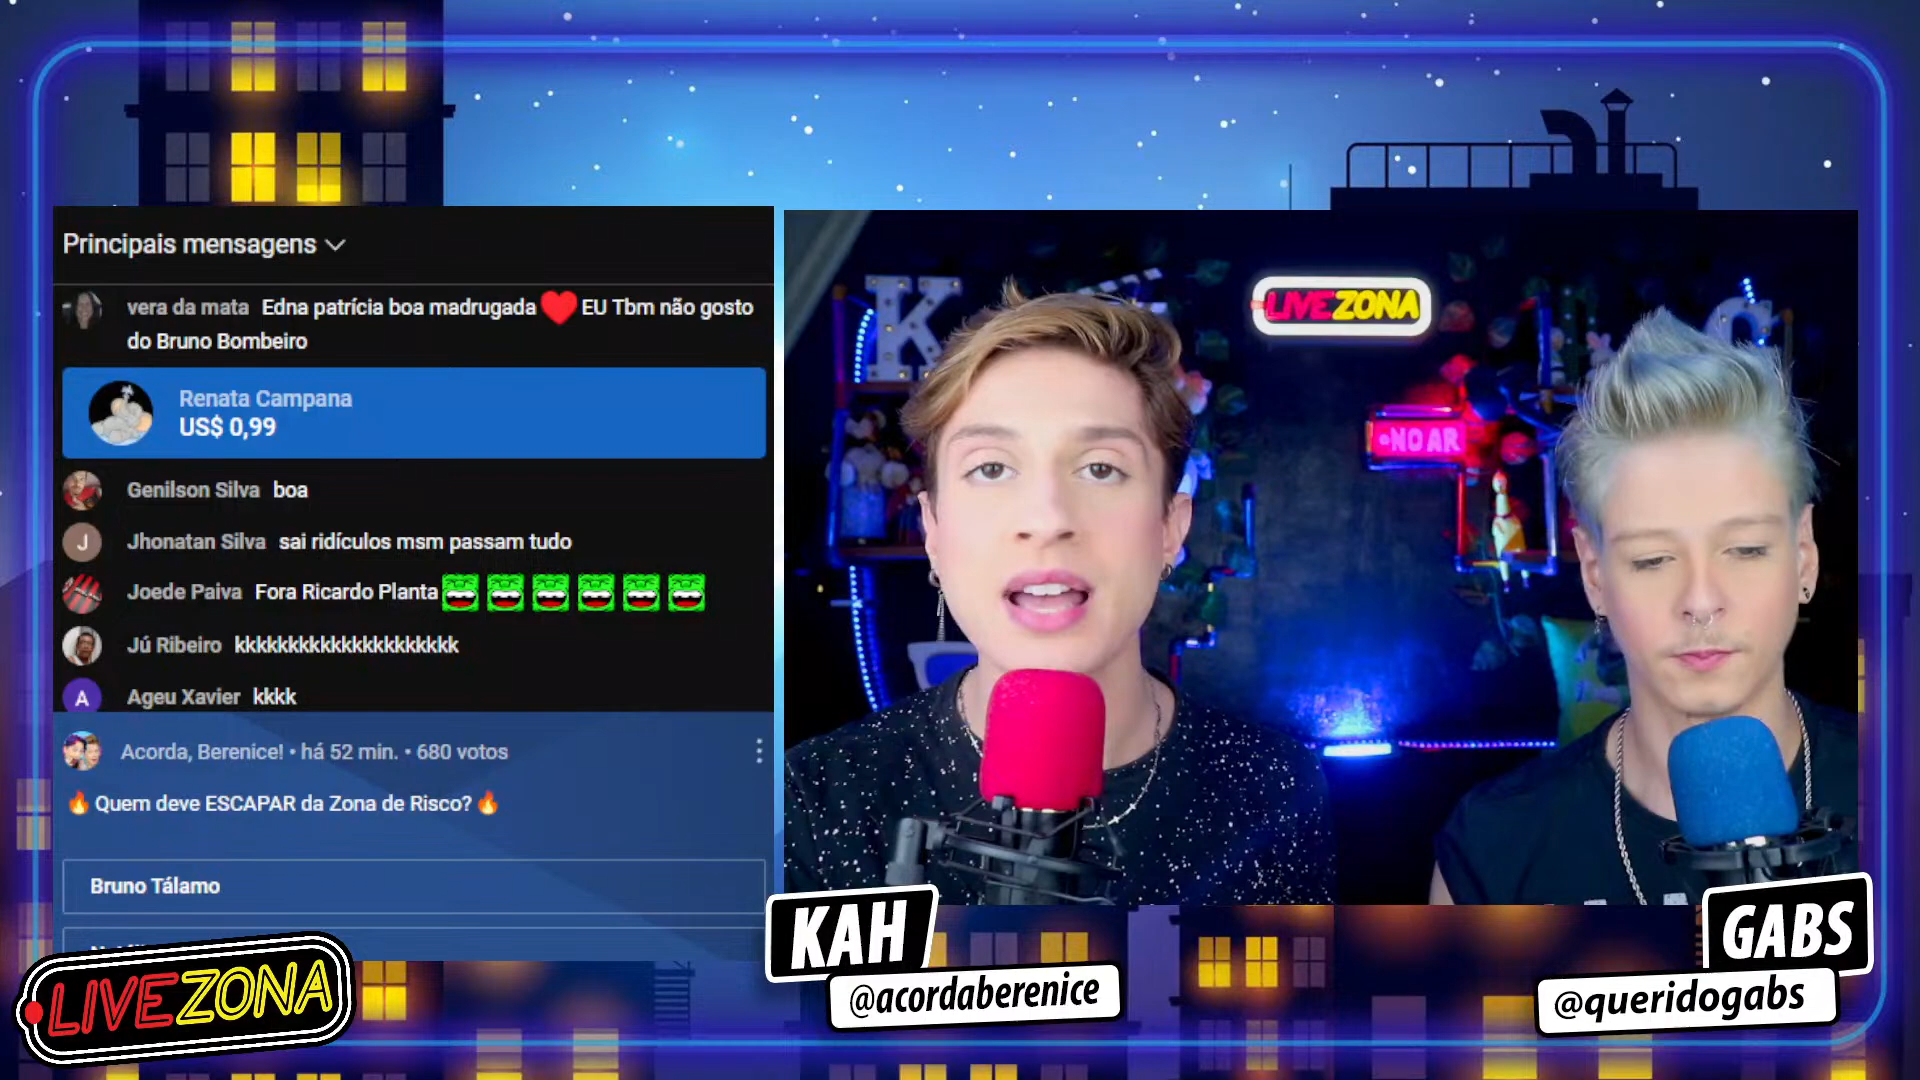 Principais mensagens
vera da mata Edna patrícia boa madrugada ❤️ EU Tbm não gosto
do Bruno Bombeiro
Renata Campana
US$ 0,99
Genilson Silva boa
J Jhonatan Silva sai ridículos msm passam tudo
Joede Paiva Fora Ricardo Planta
Jú Ribeiro kkkkkkkkkkkkkkkkkkkkk
A Ageu Xavier kkkk
Acorda, Berenice! • há 52 min. • 680 votos
🔥Quem deve ESCAPAR da Zona de Risco?🔥
Bruno Tálamo
LIVEZONA
K
LIVEZONA
NO AR
G
KAH
@acordaberenice
GABS
@queridogabs